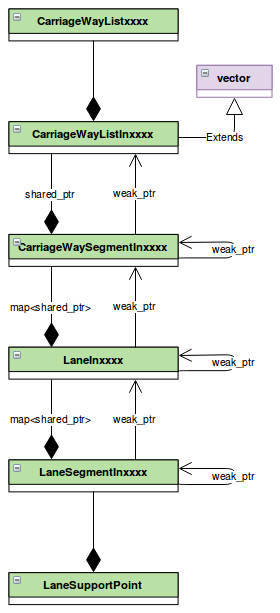 CarriageWayListxxxx
vector
CarriageWayListInxxxx
Extends
shared_ptr
weak_ptr
CarriageWaySegmentInxxxx
weak_ptr
map<shared_ptr>
weak_ptr
LaneInxxxx
weak_ptr
map<shared_ptr>
weak_ptr
LaneSegmentInxxxx
weak_ptr
LaneSupportPoint